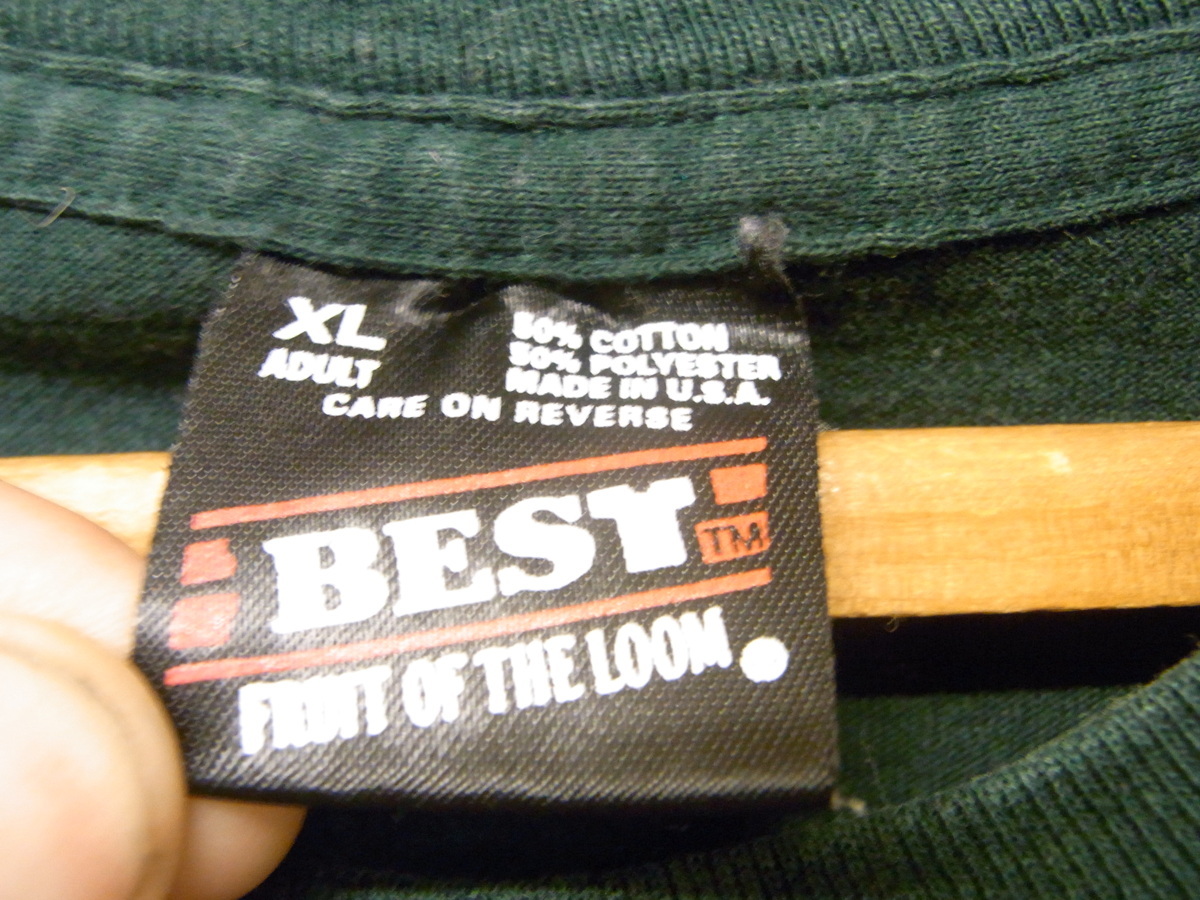 XL
ADULT
50% COTTON
50% POLYESTER
MADE IN U.S.A.
CARE ON REVERSE
BEST TM
FRUIT OF THE LOOM ®